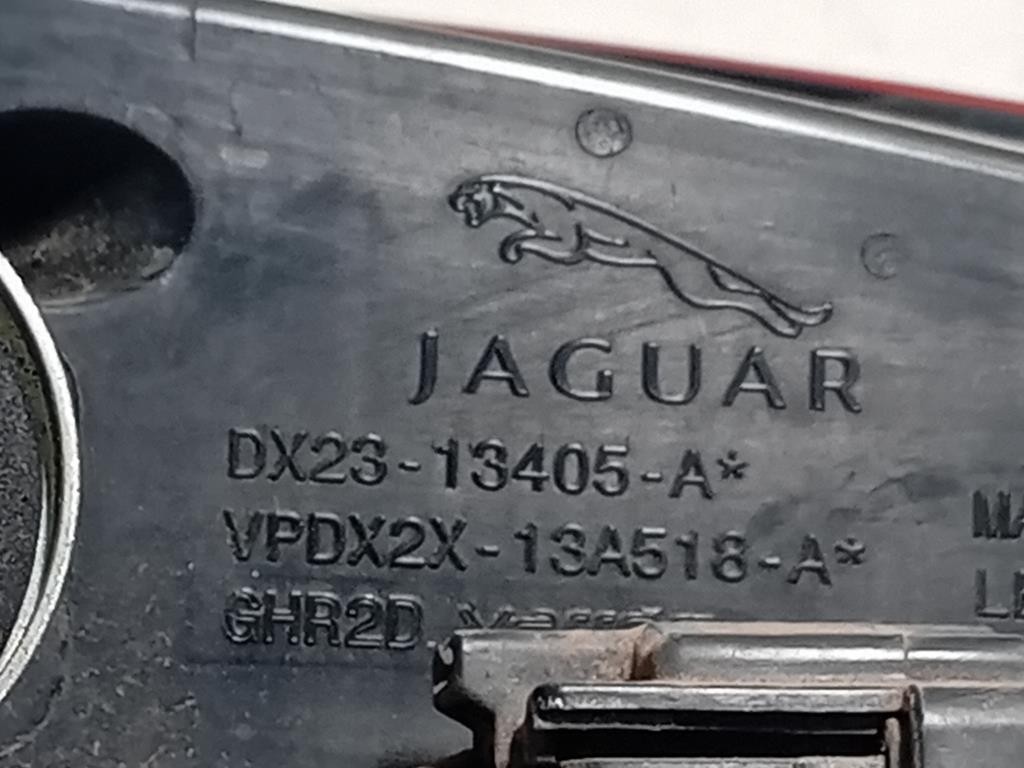 JAGUAR
DX23-13405-A*
VPDX2X-13A518-A*
GHR2D